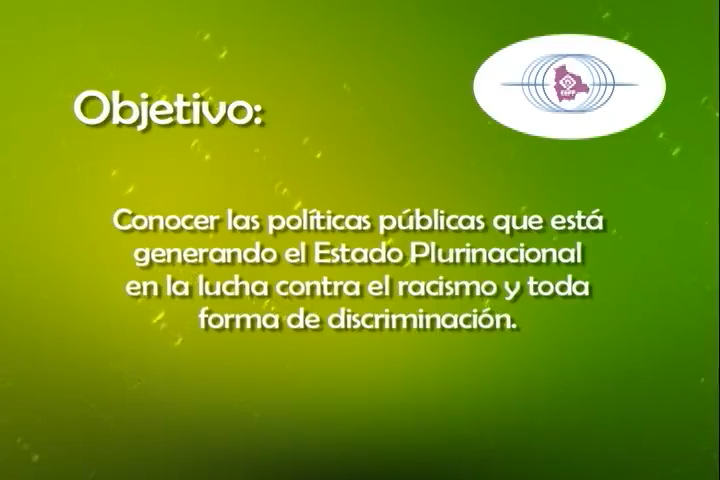 Objetivo:
Conocer las políticas públicas que está
generando el Estado Plurinacional
en la lucha contra el racismo y toda
forma de discriminación.